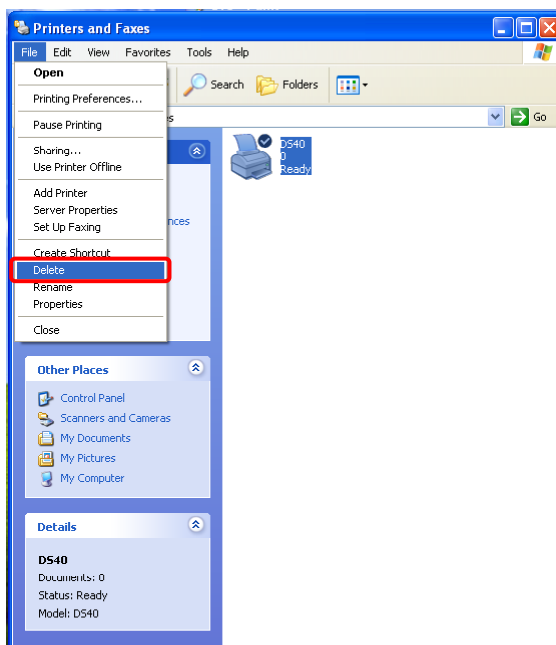 Printers and Faxes
File Edit View Favorites Tools Help
Open
Printing Preferences...
Pause Printing
Sharing...
Use Printer Offline
Add Printer
Server Properties
Set Up Faxing
Create Shortcut
Delete
Rename
Properties
Close
Search Folders
Go
DS40
0
Ready
Other Places
Control Panel
Scanners and Cameras
My Documents
My Pictures
My Computer
Details
DS40
Documents: 0
Status: Ready
Model: DS40